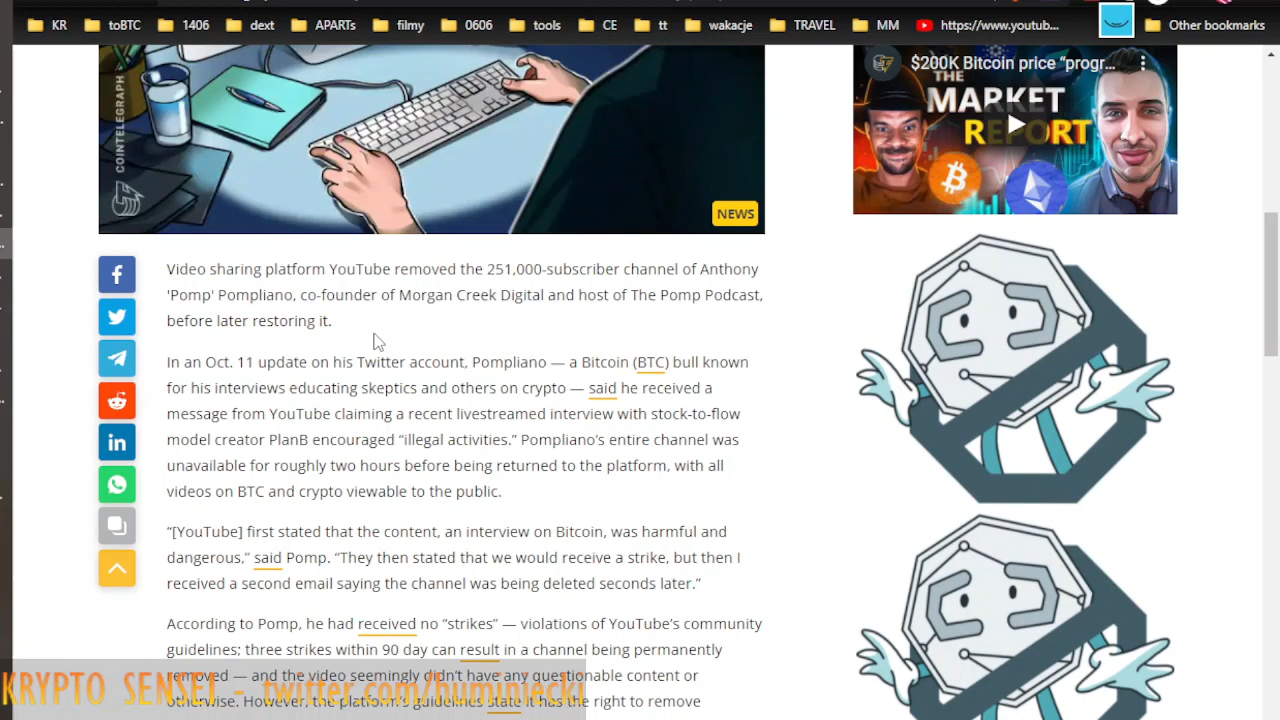 KR
toBTC
1406
dext
APARTs
filmy
0606
tools
CE
tt
wakacje
TRAVEL
MM
https://www.youtub...
Other bookmarks
COINTELEGRAPH
NEWS
$200K Bitcoin price “progr...
THE
MARKET
REPORT
Video sharing platform YouTube removed the 251,000-subscriber channel of Anthony
'Pomp' Pompliano, co-founder of Morgan Creek Digital and host of The Pomp Podcast,
before later restoring it.
In an Oct. 11 update on his Twitter account, Pompliano — a Bitcoin (BTC) bull known
for his interviews educating skeptics and others on crypto — said he received a
message from YouTube claiming a recent livestreamed interview with stock-to-flow
model creator PlanB encouraged “illegal activities.” Pompliano’s entire channel was
unavailable for roughly two hours before being returned to the platform, with all
videos on BTC and crypto viewable to the public.
“[YouTube] first stated that the content, an interview on Bitcoin, was harmful and
dangerous,” said Pomp. “They then stated that we would receive a strike, but then I
received a second email saying the channel was being deleted seconds later.”
According to Pomp, he had received no “strikes” — violations of YouTube’s community
guidelines; three strikes within 90 day can result in a channel being permanently
removed — and the video seemingly didn’t have any questionable content or
otherwise. However, the platform’s guidelines state it has the right to remove
KRYPTO SENSEI - twitter.com/huminiecki